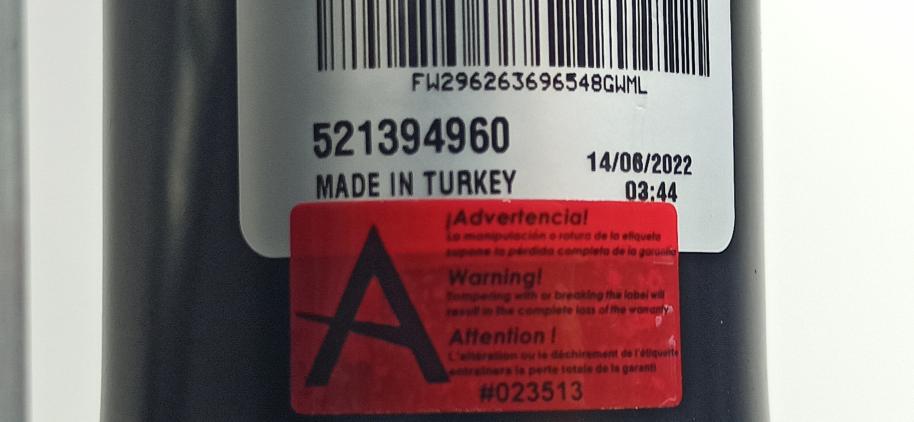 FW296263696548GWML
521394960
14/06/2022
MADE IN TURKEY
03:44
¡Advertencia!
La manipulación o rotura de la etiqueta
supone la pérdida completa de la garantía
Warning!
Tampering with or breaking the label will
result in the complete loss of the warranty
Attention !
L'altération ou le déchirement de l'étiquette
entraînera la perte totale de la garanti
#023513